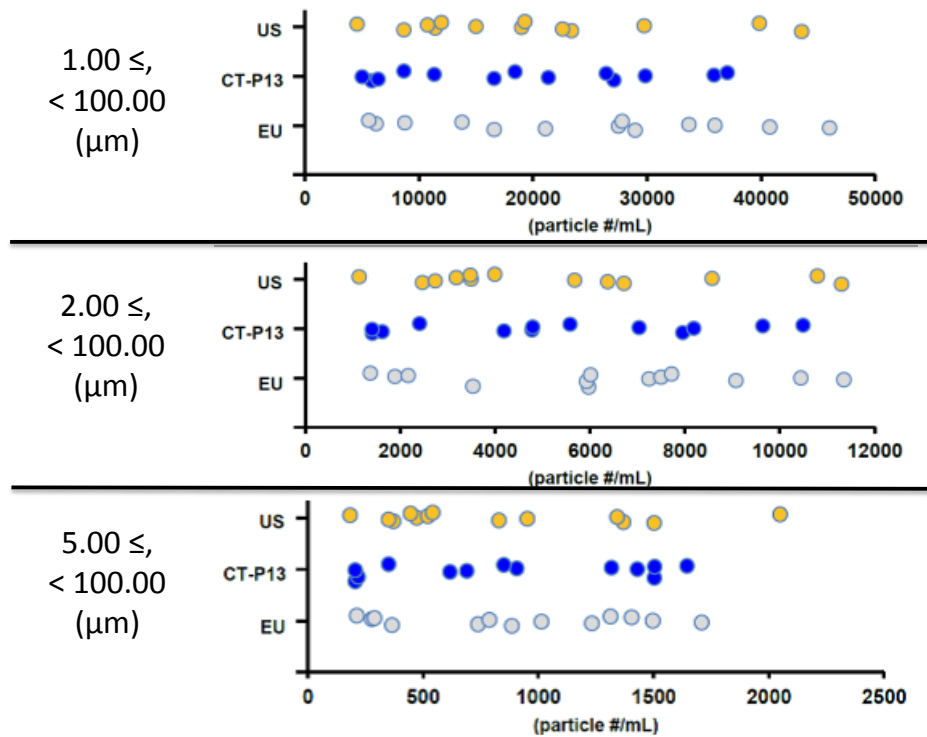 1.00 ≤,
< 100.00
(µm)
US
CT-P13
EU
0 10000 20000 30000 40000 50000
(particle #/mL)
2.00 ≤,
< 100.00
(µm)
US
CT-P13
EU
0 2000 4000 6000 8000 10000 12000
(particle #/mL)
5.00 ≤,
< 100.00
(µm)
US
CT-P13
EU
0 500 1000 1500 2000 2500
(particle #/mL)